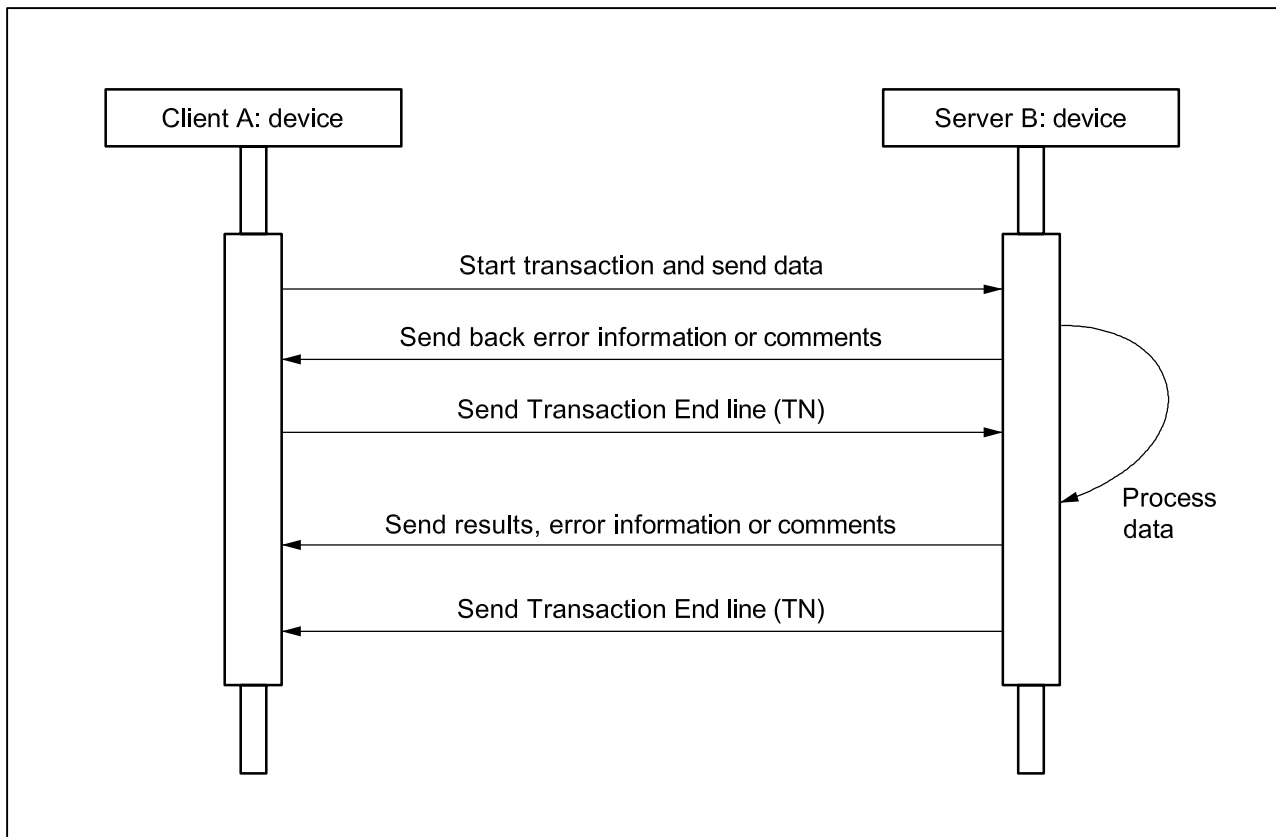 Client A: device
Server B: device
Start transaction and send data
Send back error information or comments
Send Transaction End line (TN)
Process
data
Send results, error information or comments
Send Transaction End line (TN)